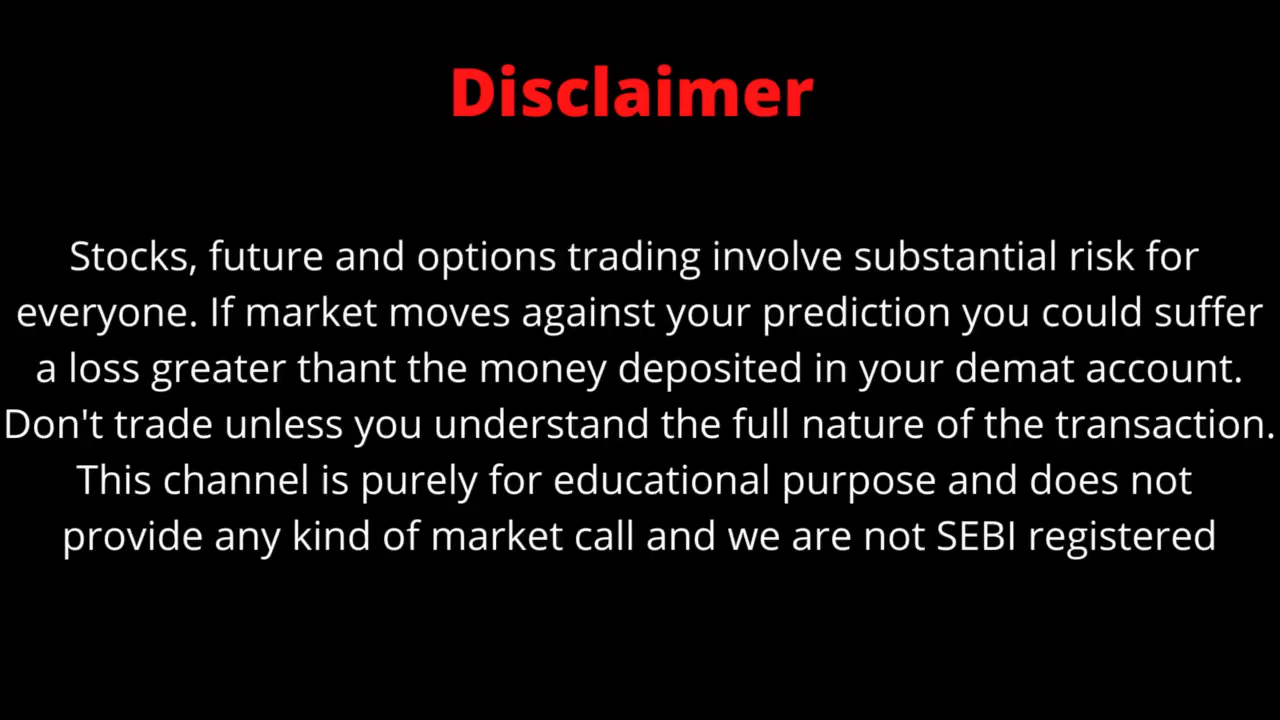 Disclaimer
Stocks, future and options trading involve substantial risk for
everyone. If market moves against your prediction you could suffer
a loss greater thant the money deposited in your demat account.
Don't trade unless you understand the full nature of the transaction.
This channel is purely for educational purpose and does not
provide any kind of market call and we are not SEBI registered